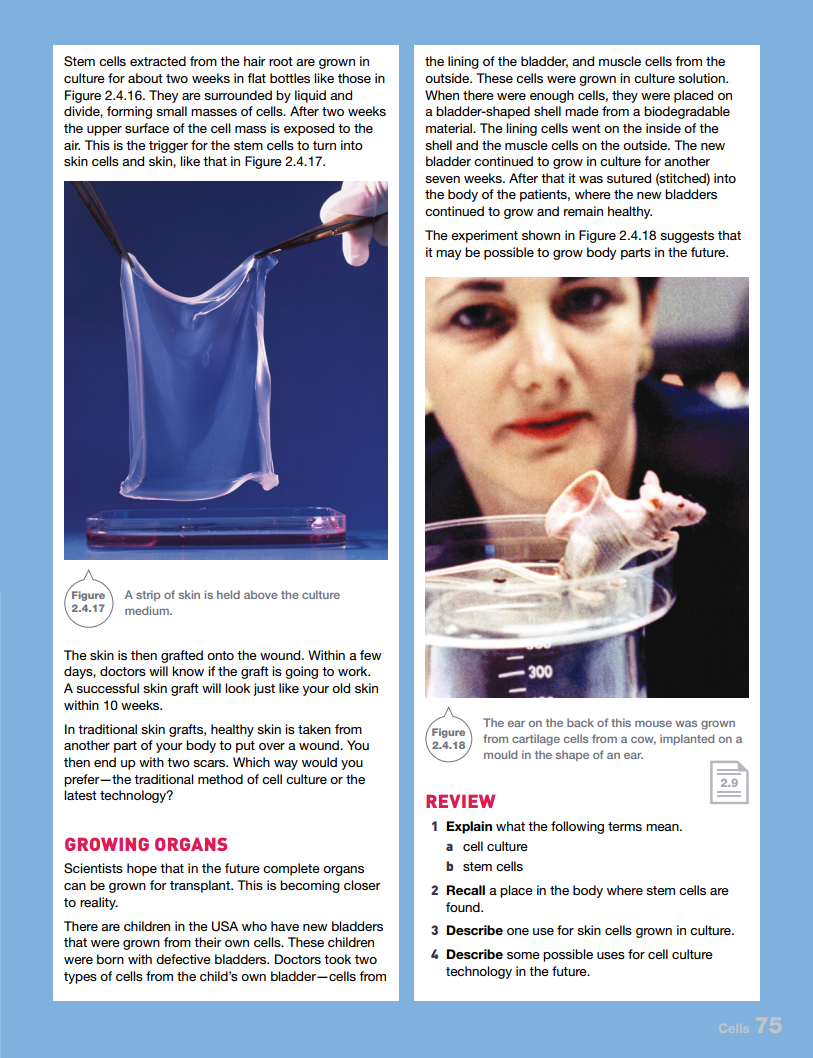 Stem cells extracted from the hair root are grown in
culture for about two weeks in flat bottles like those in
Figure 2.4.16. They are surrounded by liquid and
divide, forming small masses of cells. After two weeks
the upper surface of the cell mass is exposed to the
air. This is the trigger for the stem cells to turn into
skin cells and skin, like that in Figure 2.4.17.
Figure
2.4.17
A strip of skin is held above the culture
medium.
The skin is then grafted onto the wound. Within a few
days, doctors will know if the graft is going to work.
A successful skin graft will look just like your old skin
within 10 weeks.
In traditional skin grafts, healthy skin is taken from
another part of your body to put over a wound. You
then end up with two scars. Which way would you
prefer—the traditional method of cell culture or the
latest technology?
GROWING ORGANS
Scientists hope that in the future complete organs
can be grown for transplant. This is becoming closer
to reality.
There are children in the USA who have new bladders
that were grown from their own cells. These children
were born with defective bladders. Doctors took two
types of cells from the child's own bladder—cells from
the lining of the bladder, and muscle cells from the
outside. These cells were grown in culture solution.
When there were enough cells, they were placed on
a bladder-shaped shell made from a biodegradable
material. The lining cells went on the inside of the
shell and the muscle cells on the outside. The new
bladder continued to grow in culture for another
seven weeks. After that it was sutured (stitched) into
the body of the patients, where the new bladders
continued to grow and remain healthy.
The experiment shown in Figure 2.4.18 suggests that
it may be possible to grow body parts in the future.
300
Figure
2.4.18
The ear on the back of this mouse was grown
from cartilage cells from a cow, implanted on a
mould in the shape of an ear.
2.9
REVIEW
1 Explain what the following terms mean.
a cell culture
b stem cells
2 Recall a place in the body where stem cells are
found.
3 Describe one use for skin cells grown in culture.
4 Describe some possible uses for cell culture
technology in the future.
Cells 75